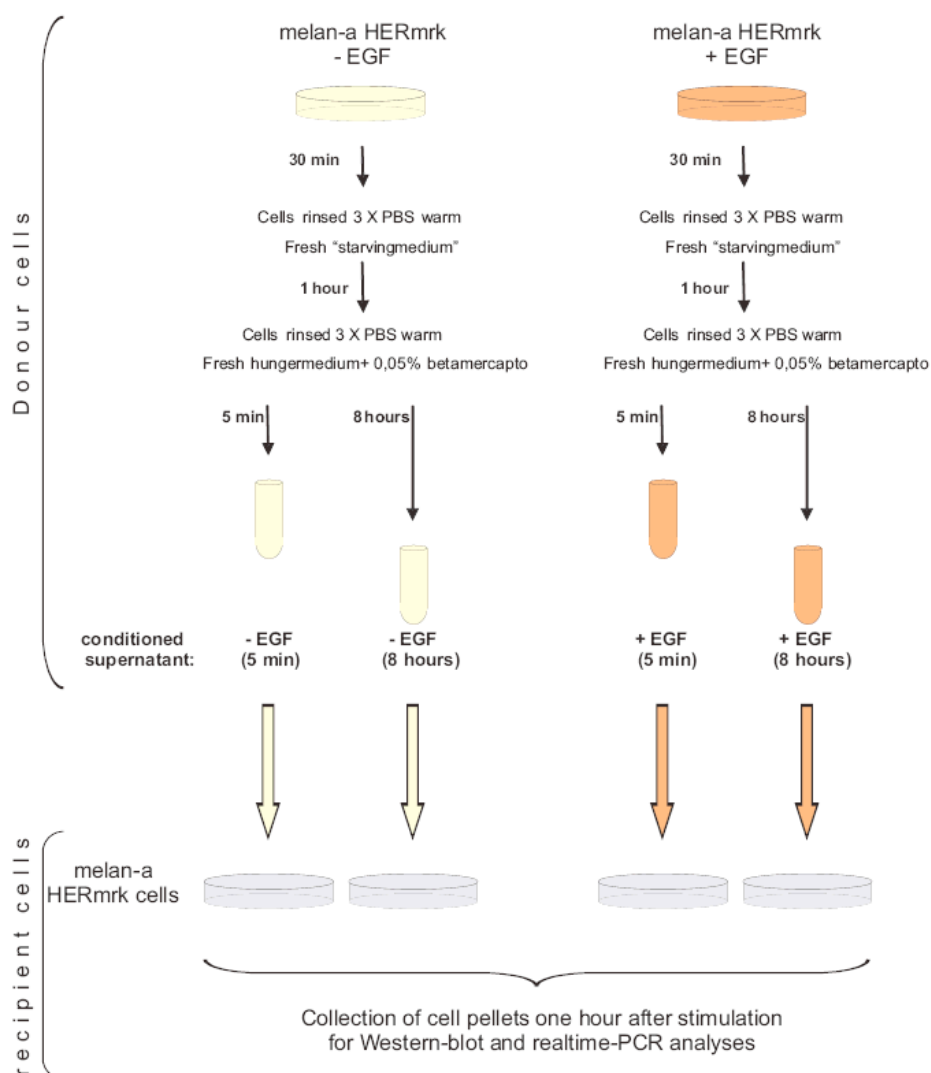 melan-a HERmrk
- EGF
melan-a HERmrk
+ EGF
30 min
30 min
Cells rinsed 3 X PBS warm
Fresh “starvingmedium”
Cells rinsed 3 X PBS warm
Fresh “starvingmedium”
1 hour
1 hour
Cells rinsed 3 X PBS warm
Fresh hungermedium+ 0,05% betamercapto
Cells rinsed 3 X PBS warm
Fresh hungermedium+ 0,05% betamercapto
5 min
8 hours
5 min
8 hours
Donour cells
conditioned
supernatant:
- EGF
(5 min)
- EGF
(8 hours)
+ EGF
(5 min)
+ EGF
(8 hours)
recipient cells
melan-a
HERmrk cells
Collection of cell pellets one hour after stimulation
for Western-blot and realtime-PCR analyses